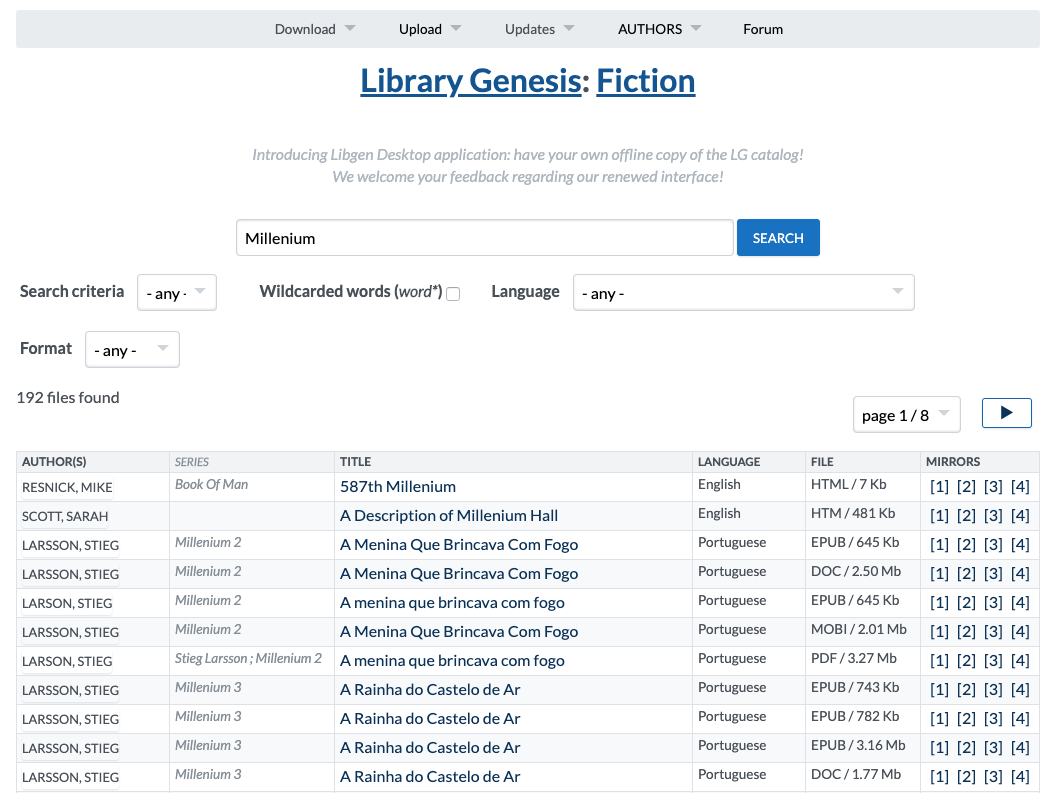 Download Upload Updates AUTHORS Forum
Library Genesis: Fiction
Introducing Libgen Desktop application: have your own offline copy of the LG catalog!
We welcome your feedback regarding our renewed interface!
Millenium SEARCH
Search criteria - any - Wildcarded words (word*) Language - any -
Format - any -
192 files found
page 1 / 8
AUTHOR(S) SERIES TITLE LANGUAGE FILE MIRRORS
RESNICK, MIKE Book Of Man 587th Millenium English HTML / 7 Kb [1] [2] [3] [4]
SCOTT, SARAH A Description of Millenium Hall English HTM / 481 Kb [1] [2] [3] [4]
LARSSON, STIEG Millenium 2 A Menina Que Brincava Com Fogo Portuguese EPUB / 645 Kb [1] [2] [3] [4]
LARSSON, STIEG Millenium 2 A Menina Que Brincava Com Fogo Portuguese DOC / 2.50 Mb [1] [2] [3] [4]
LARSON, STIEG Millenium 2 A menina que brincava com fogo Portuguese EPUB / 645 Kb [1] [2] [3] [4]
LARSSON, STIEG Millenium 2 A Menina Que Brincava Com Fogo Portuguese MOBI / 2.01 Mb [1] [2] [3] [4]
LARSON, STIEG Stieg Larsson ; Millenium 2 A menina que brincava com fogo Portuguese PDF / 3.27 Mb [1] [2] [3] [4]
LARSSON, STIEG Millenium 3 A Rainha do Castelo de Ar Portuguese EPUB / 743 Kb [1] [2] [3] [4]
LARSSON, STIEG Millenium 3 A Rainha do Castelo de Ar Portuguese EPUB / 782 Kb [1] [2] [3] [4]
LARSSON, STIEG Millenium 3 A Rainha do Castelo de Ar Portuguese EPUB / 3.16 Mb [1] [2] [3] [4]
LARSSON, STIEG Millenium 3 A Rainha do Castelo de Ar Portuguese DOC / 1.77 Mb [1] [2] [3] [4]